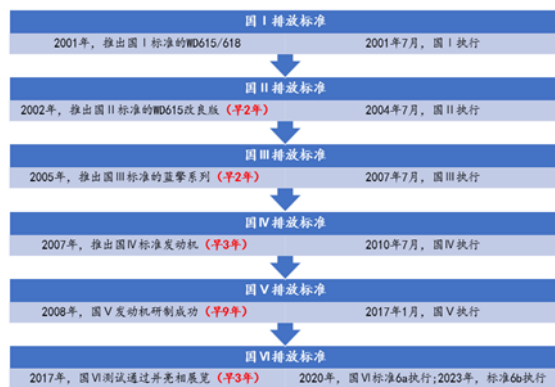 国Ⅰ排放标准
2001年，推出国Ⅰ标准的WD615/618 2001年7月，国Ⅰ执行
国Ⅱ排放标准
2002年，推出国Ⅱ标准的WD615改良版（早2年） 2004年7月，国Ⅱ执行
国Ⅲ排放标准
2005年，推出国Ⅲ标准的蓝擎系列（早2年） 2007年7月，国Ⅲ执行
国Ⅳ排放标准
2007年，推出国Ⅳ标准发动机（早3年） 2010年7月，国Ⅳ执行
国Ⅴ排放标准
2008年，国Ⅴ发动机研制成功（早9年） 2017年1月，国Ⅴ执行
国Ⅵ排放标准
2017年，国Ⅵ测试通过并亮相展览（早3年） 2020年，国Ⅵ标准6a执行;2023年，标准6b执行